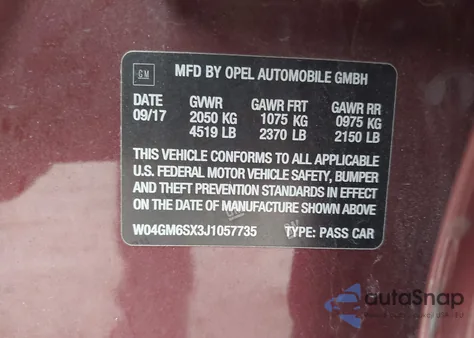 GM
MFD BY OPEL AUTOMOBILE GMBH
DATE GVWR GAWR FRT GAWR RR
09/17 2050 KG 1075 KG 0975 KG
4519 LB 2370 LB 2150 LB
THIS VEHICLE CONFORMS TO ALL APPLICABLE
U.S. FEDERAL MOTOR VEHICLE SAFETY, BUMPER
AND THEFT PREVENTION STANDARDS IN EFFECT
ON THE DATE OF MANUFACTURE SHOWN ABOVE
W04GM6SX3J1057735 TYPE: PASS CAR
autoSnap